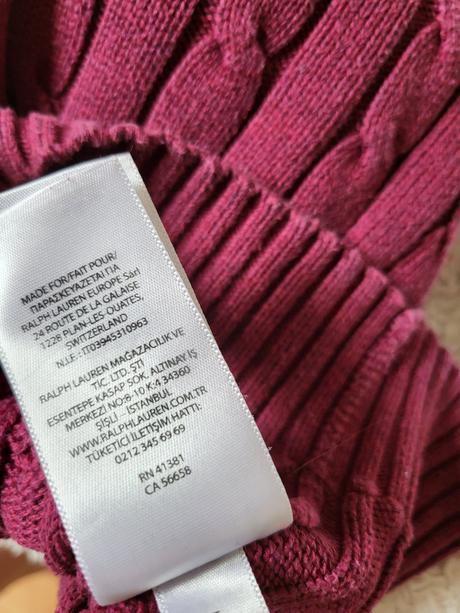 MADE FOR/FAIT POUR/
ΠΑΡΑΣΚΕΥΑΖΕΤΑΙ ΓΙΑ
RALPH LAUREN EUROPE Sàrl
24 ROUTE DE LA GALAISE
1228 PLAN-LES-OUATES,
SWITZERLAND
N.I.F.: IT03945310963
RALPH LAUREN MAGAZACILIK VE
TIC. LTD. ŞTİ
ESENTEPE KASAP SOK. ALTINAY İŞ
MERKEZİ NO:8-10 K:4 34360
ŞİŞLİ - İSTANBUL
WWW.RALPHLAUREN.COM.TR
TÜKETİCİ İLETİŞİM HATTI:
0212 345 69 69
RN 41381
CA 56658